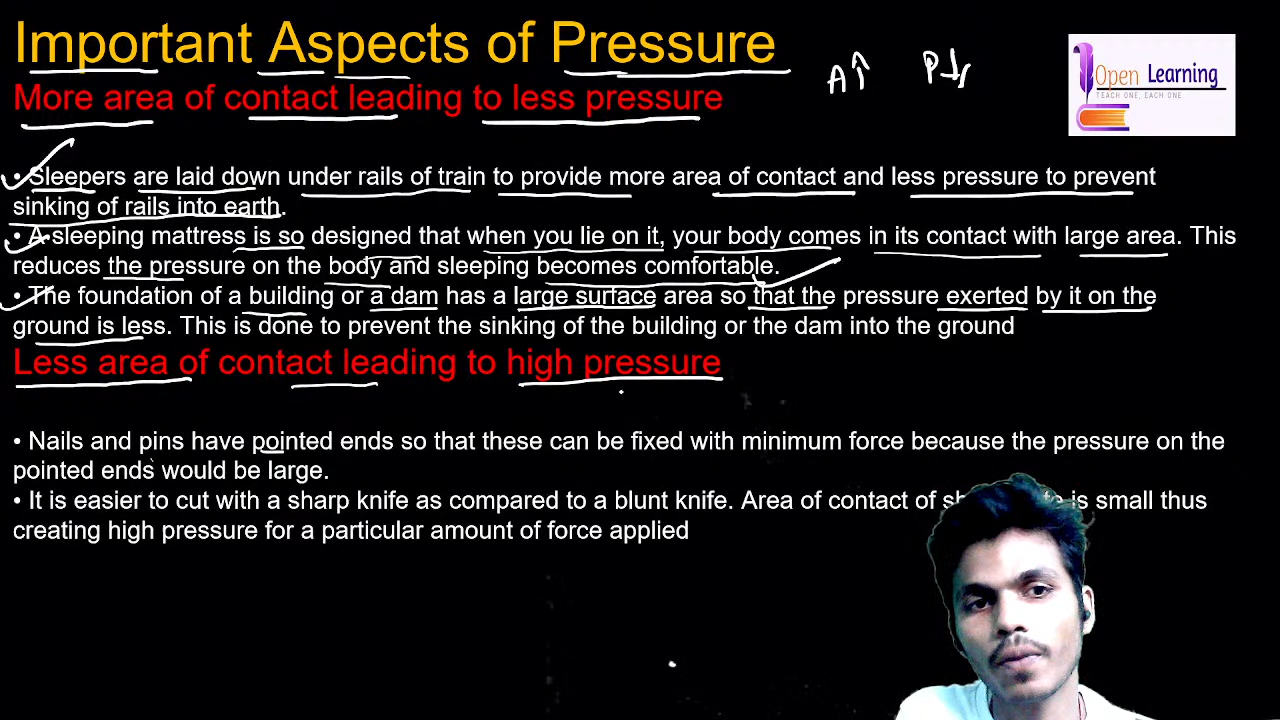 Important Aspects of Pressure
A↑ P↓
Open Learning
TEACH ONE, EACH ONE
More area of contact leading to less pressure
• Sleepers are laid down under rails of train to provide more area of contact and less pressure to prevent
sinking of rails into earth.
• A sleeping mattress is so designed that when you lie on it, your body comes in its contact with large area. This
reduces the pressure on the body and sleeping becomes comfortable.
• The foundation of a building or a dam has a large surface area so that the pressure exerted by it on the
ground is less. This is done to prevent the sinking of the building or the dam into the ground
Less area of contact leading to high pressure
• Nails and pins have pointed ends so that these can be fixed with minimum force because the pressure on the
pointed ends would be large.
• It is easier to cut with a sharp knife as compared to a blunt knife. Area of contact of is small thus
creating high pressure for a particular amount of force applied